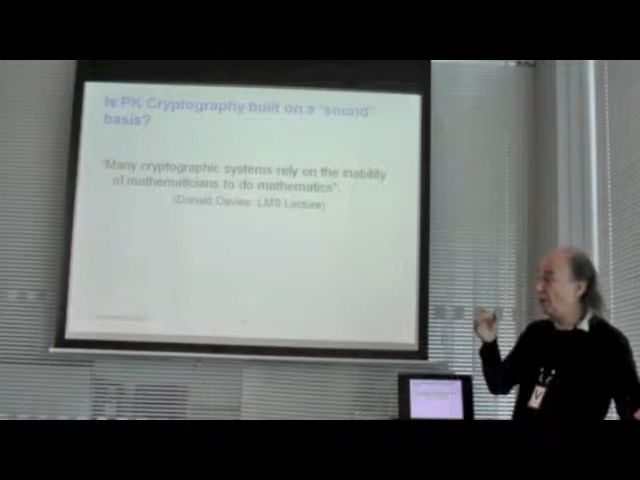 Is PK Cryptography built on a "sound"
basis?
"Many cryptographic systems rely on the inability
of mathematicians to do mathematics".
(Donald Davies: LMS Lecture)